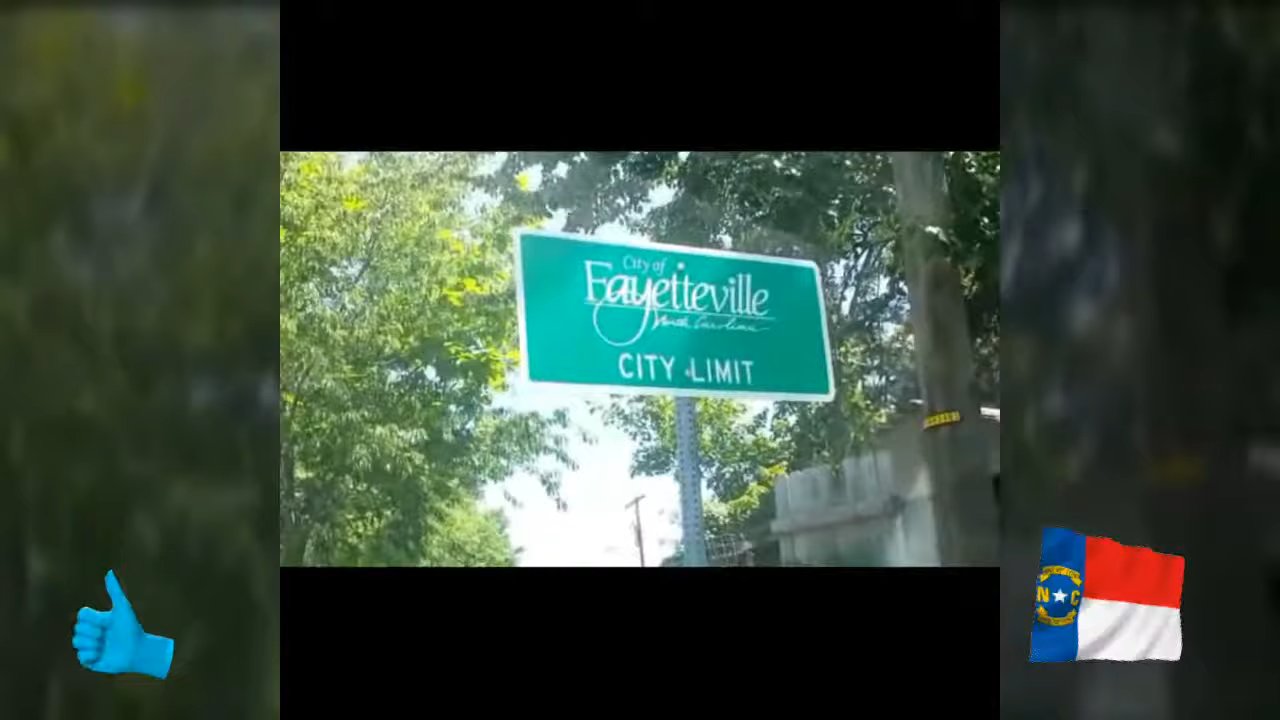 City of
Fayetteville
North Carolina
CITY LIMIT
N C